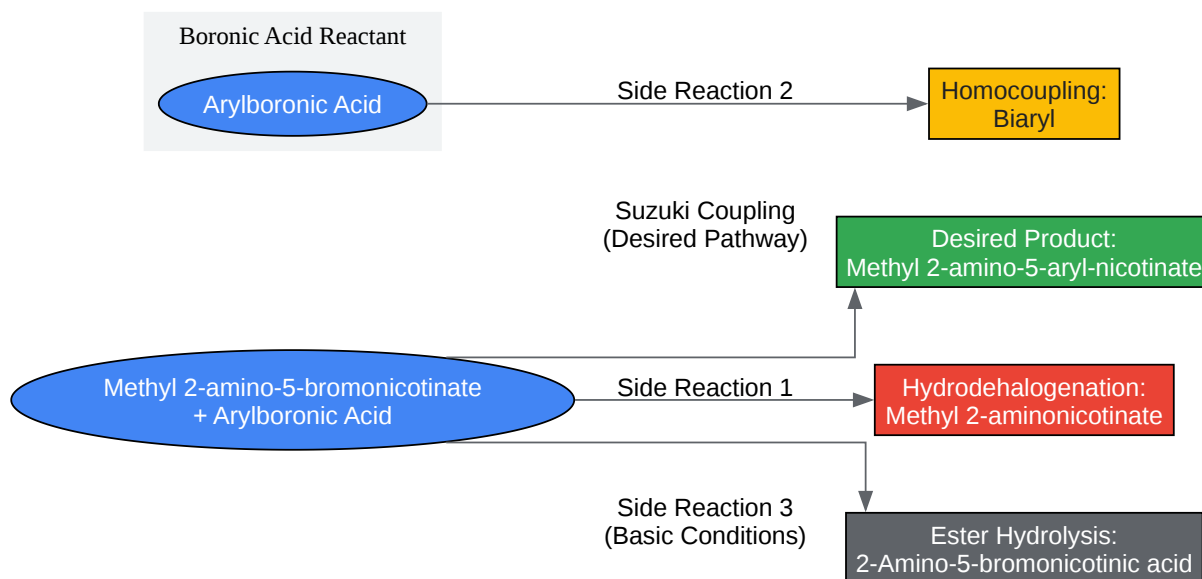 Boronic Acid Reactant
Arylboronic Acid
Side Reaction 2
Homocoupling:
Biaryl
Suzuki Coupling
(Desired Pathway)
Desired Product:
Methyl 2-amino-5-aryl-nicotinate
Methyl 2-amino-5-bromonicotinate
+ Arylboronic Acid
Side Reaction 1
Hydrodehalogenation:
Methyl 2-aminonicotinate
Side Reaction 3
(Basic Conditions)
Ester Hydrolysis:
2-Amino-5-bromonicotinic acid